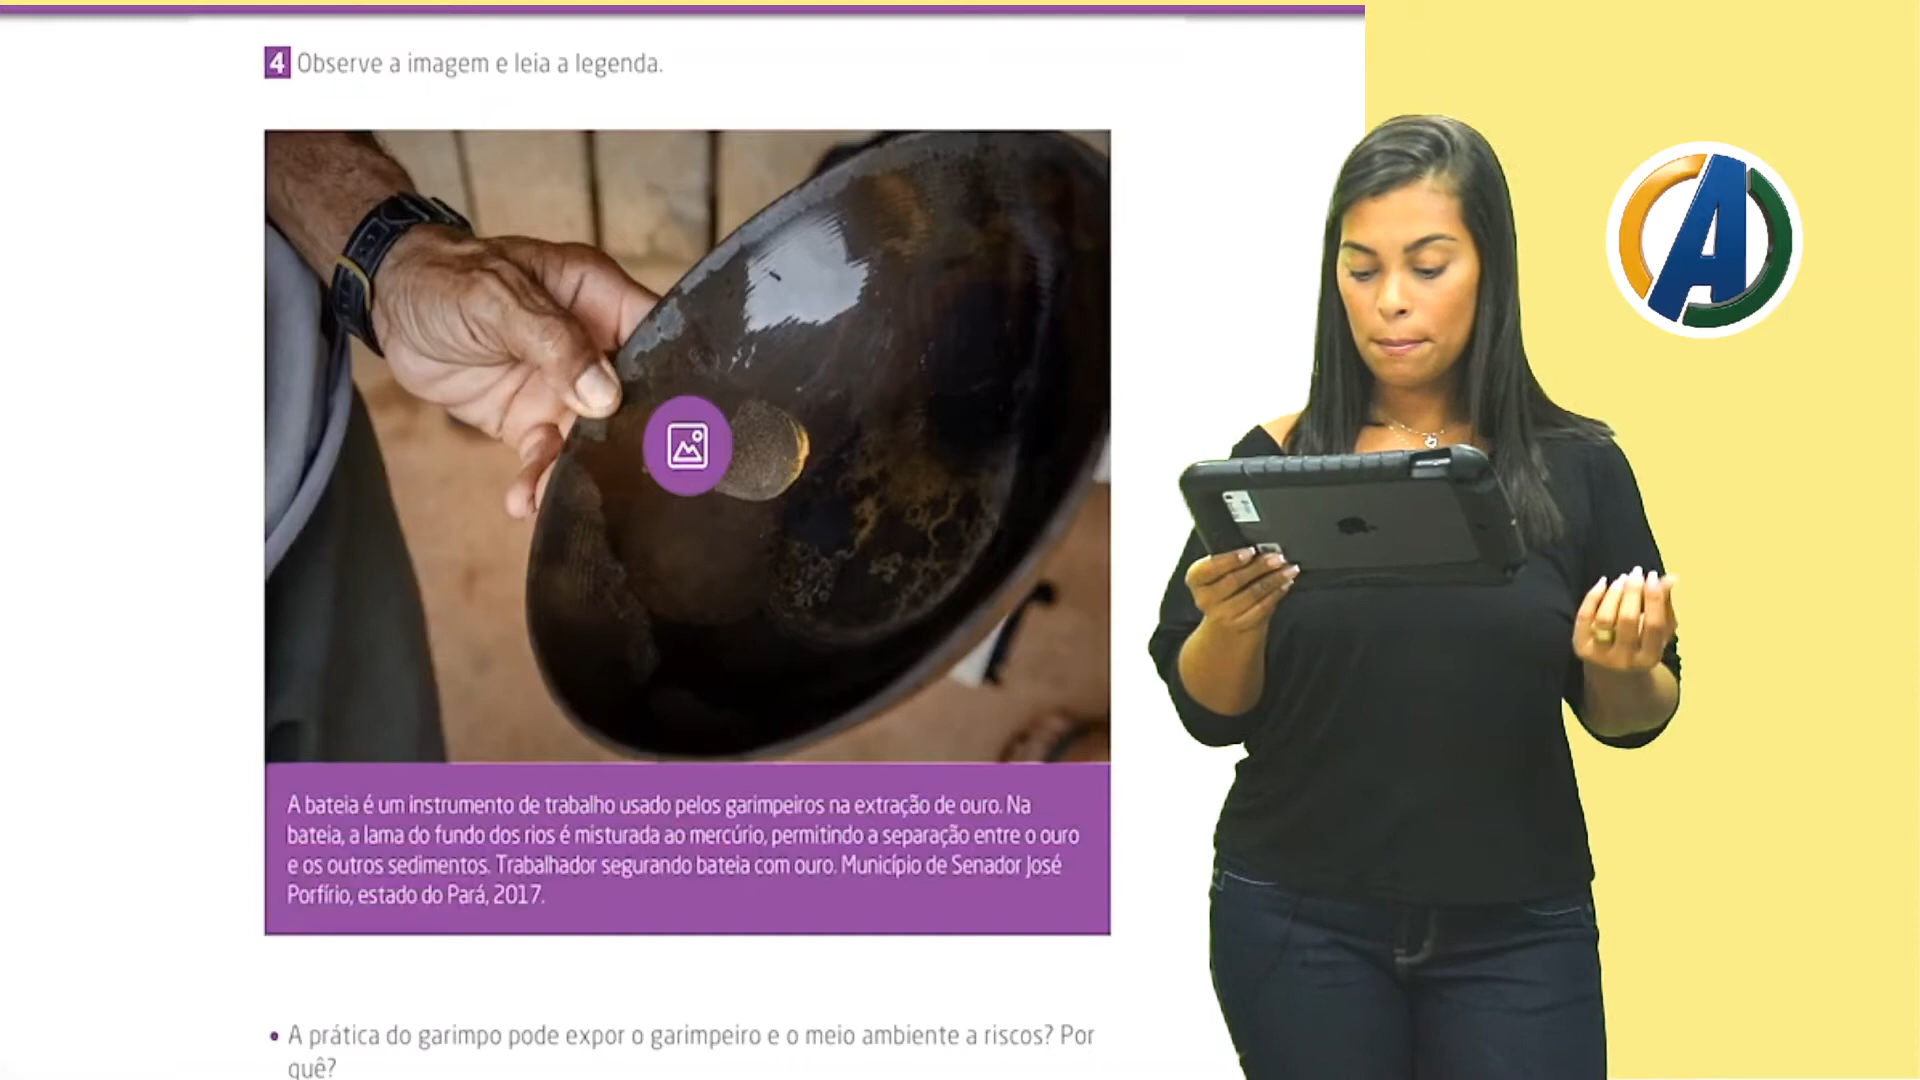 4 Observe a imagem e leia a legenda.
A bateia é um instrumento de trabalho usado pelos garimpeiros na extração de ouro. Na
bateia, a lama do fundo dos rios é misturada ao mercúrio, permitindo a separação entre o ouro
e os outros sedimentos. Trabalhador segurando bateia com ouro. Município de Senador José
Porfírio, estado do Pará, 2017.
• A prática do garimpo pode expor o garimpeiro e o meio ambiente a riscos? Por
quê?
A